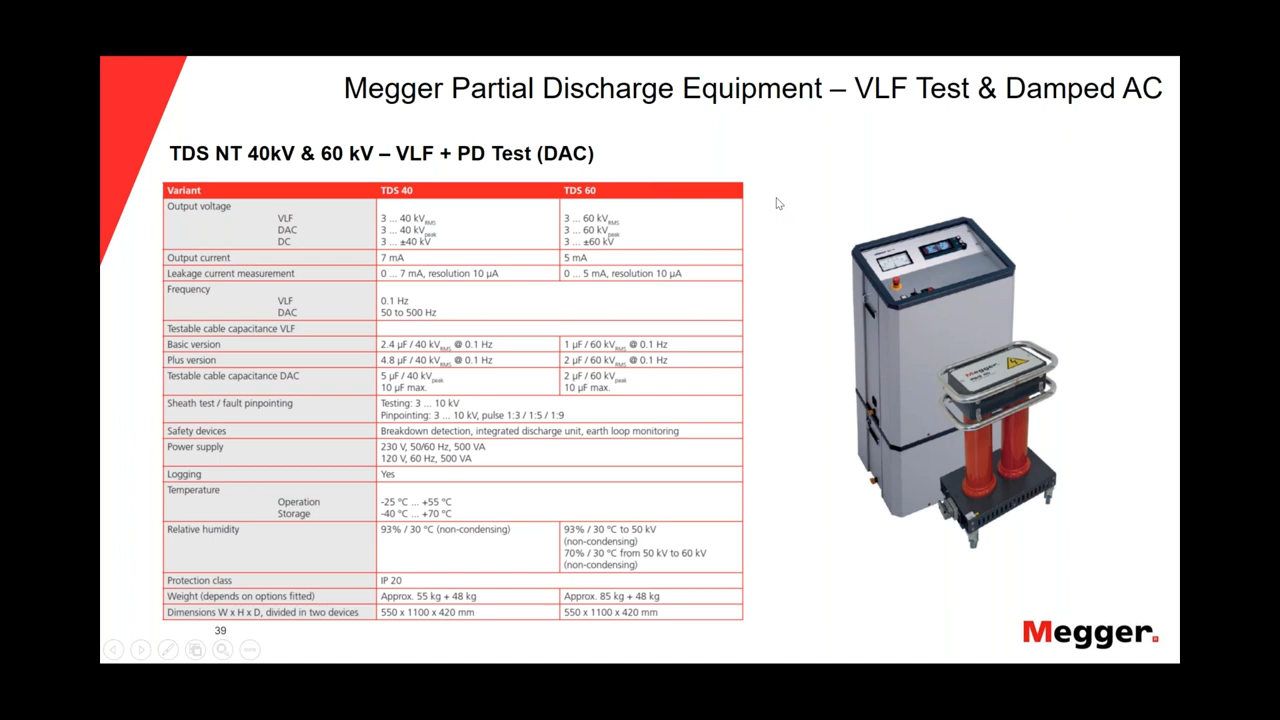 Megger Partial Discharge Equipment – VLF Test & Damped AC
TDS NT 40kV & 60 kV – VLF + PD Test (DAC)
Variant TDS 40 TDS 60
Output voltage
VLF 3 ... 40 kVRMS 3 ... 60 kVRMS
DAC 3 ... 40 kVpeak 3 ... 60 kVpeak
DC 3 ... ±40 kV 3 ... ±60 kV
Output current 7 mA 5 mA
Leakage current measurement 0 ... 7 mA, resolution 10 µA 0 ... 5 mA, resolution 10 µA
Frequency
VLF 0.1 Hz
DAC 50 to 500 Hz
Testable cable capacitance VLF
Basic version 2.4 µF / 40 kVRMS @ 0.1 Hz 1 µF / 60 kVRMS @ 0.1 Hz
Plus version 4.8 µF / 40 kVRMS @ 0.1 Hz 2 µF / 60 kVRMS @ 0.1 Hz
Testable cable capacitance DAC 5 µF / 40 kVpeak 2 µF / 60 kVpeak
10 µF max. 10 µF max.
Sheath test / fault pinpointing Testing: 3 ... 10 kV
Pinpointing: 3 ... 10 kV, pulse 1:3 / 1:5 / 1:9
Safety devices Breakdown detection, integrated discharge unit, earth loop monitoring
Power supply 230 V, 50/60 Hz, 500 VA
120 V, 60 Hz, 500 VA
Logging Yes
Temperature
Operation -25 °C ... +55 °C
Storage -40 °C ... +70 °C
Relative humidity 93% / 30 °C (non-condensing) 93% / 30 °C to 50 kV
(non-condensing)
70% / 30 °C from 50 kV to 60 kV
(non-condensing)
Protection class IP 20
Weight (depends on options fitted) Approx. 55 kg + 48 kg Approx. 85 kg + 48 kg
Dimensions W x H x D, divided in two devices 550 x 1100 x 420 mm 550 x 1100 x 420 mm
Megger.
39
Megger.